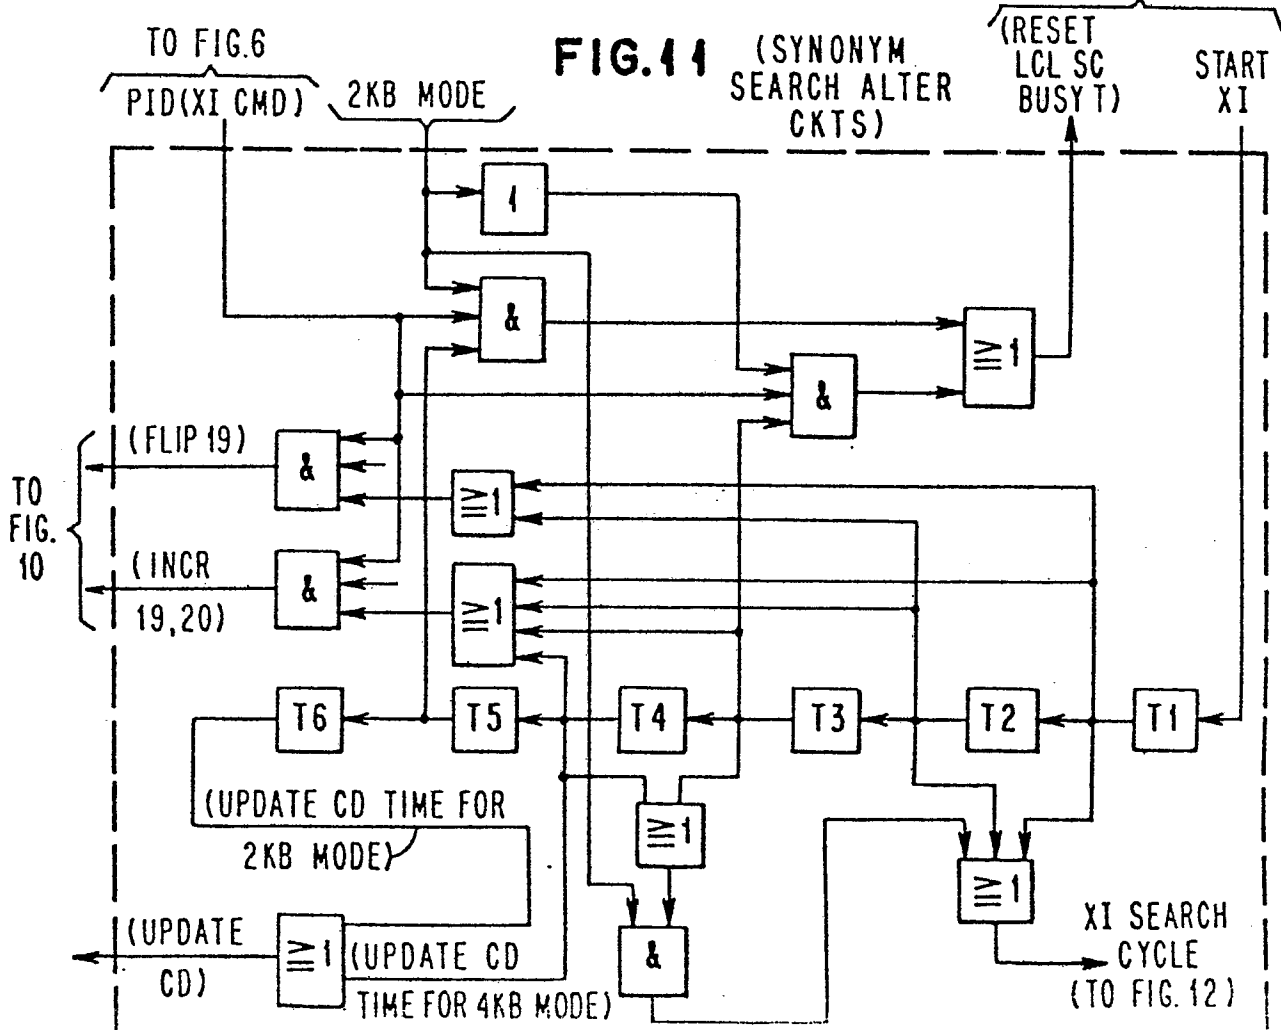 TO FIG.6
PID(XI CMD)
2KB MODE
FIG.11
(SYNONYM
SEARCH ALTER
CKTS)
(RESET
LCL SC
BUSY T)
START
XI
1
&
≧1
&
(FLIP 19)
&
≧1
TO
FIG.
10
(INCR
19,20)
&
≧1
T6
T5
T4
T3
T2
T1
(UPDATE CD TIME FOR
2KB MODE)
≧1
≧1
(UPDATE
CD)
≧1
(UPDATE CD
TIME FOR 4KB MODE)
&
XI SEARCH
CYCLE
(TO FIG. 12)